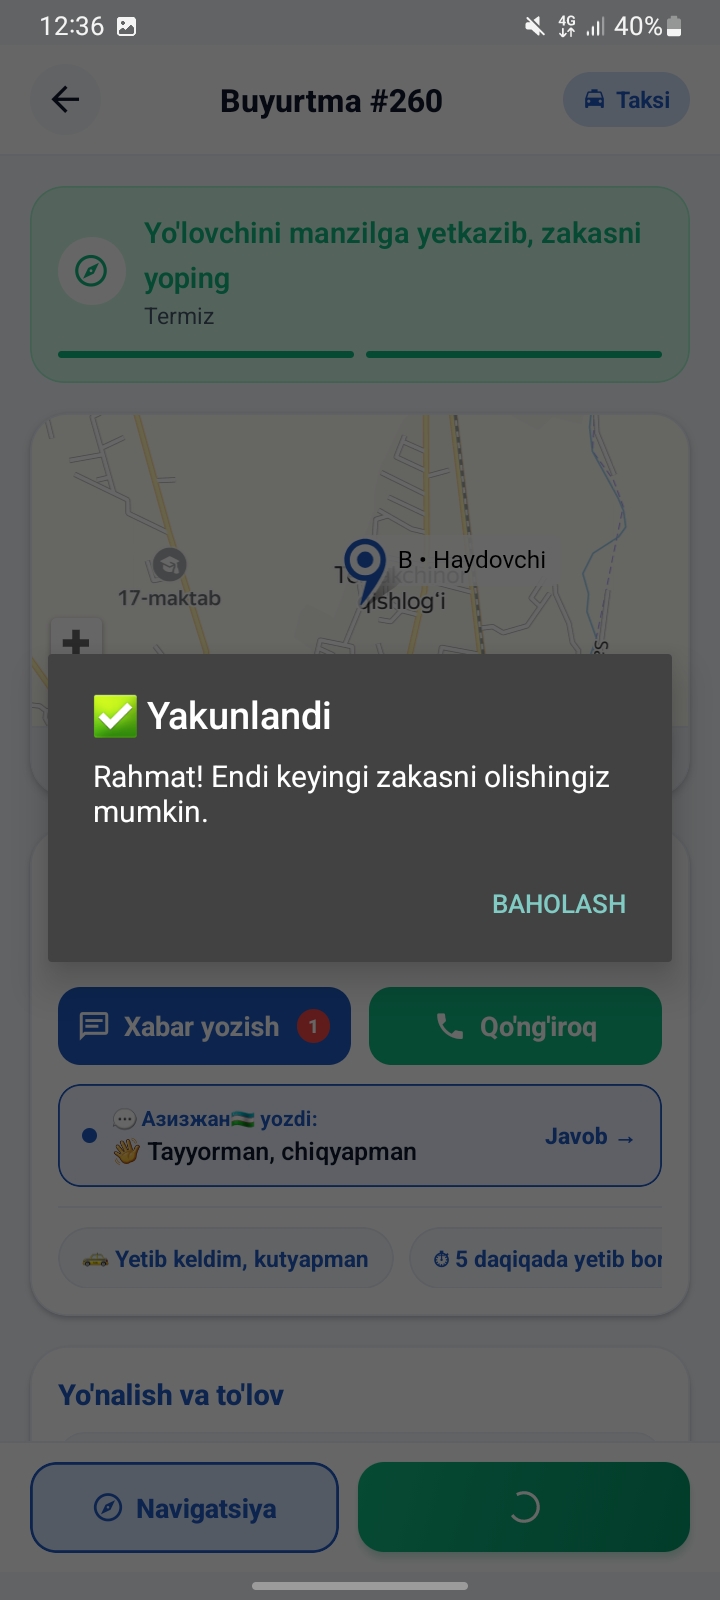 12:36
4G
40%
Buyurtma #260
Taksi
Yo'lovchini manzilga yetkazib, zakasni
yoping
Termiz
17-maktab
B • Haydovchi
qishlog‘i
✅ Yakunlandi
Rahmat! Endi keyingi zakasni olishingiz
mumkin.
BAHOLASH
Xabar yozish 1
Qo'ng'iroq
💬 Азизжан🇺🇿 yozdi:
👋 Tayyorman, chiqyapman
Javob →
🚕 Yetib keldim, kutyapman
⏱ 5 daqiqada yetib bor
Yo'nalish va to'lov
Navigatsiya